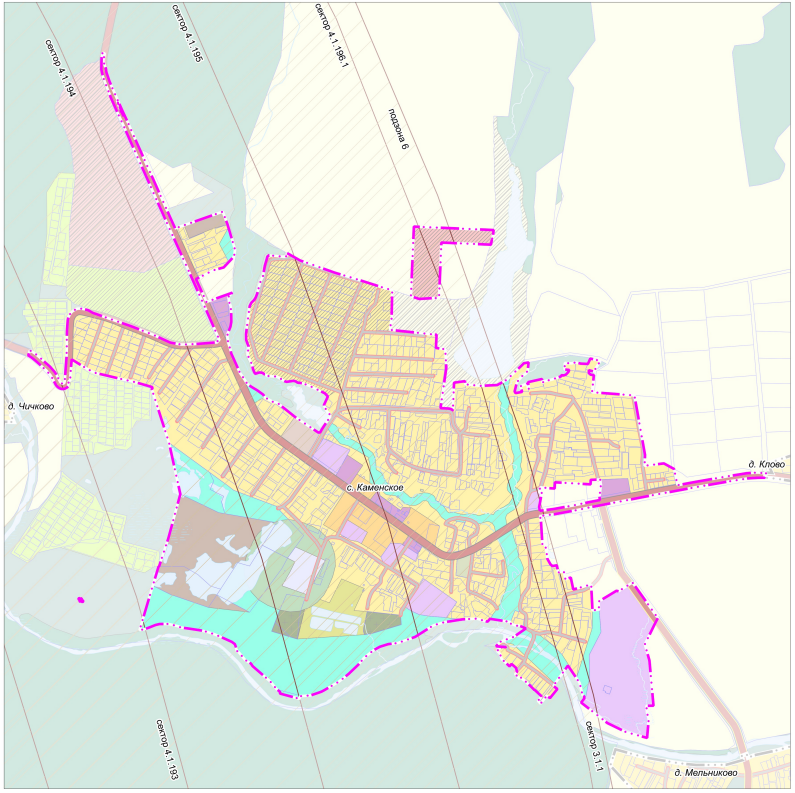 сектор 4.1.194
сектор 4.1.195
сектор 4.1.196.1
подзона 6
д. Чичково
д. Клово
с. Каменское
сектор 4.1.193
сектор 3.1.1
д. Мельниково